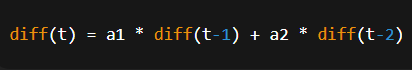 diff(t) = a1 * diff(t-1) + a2 * diff(t-2)